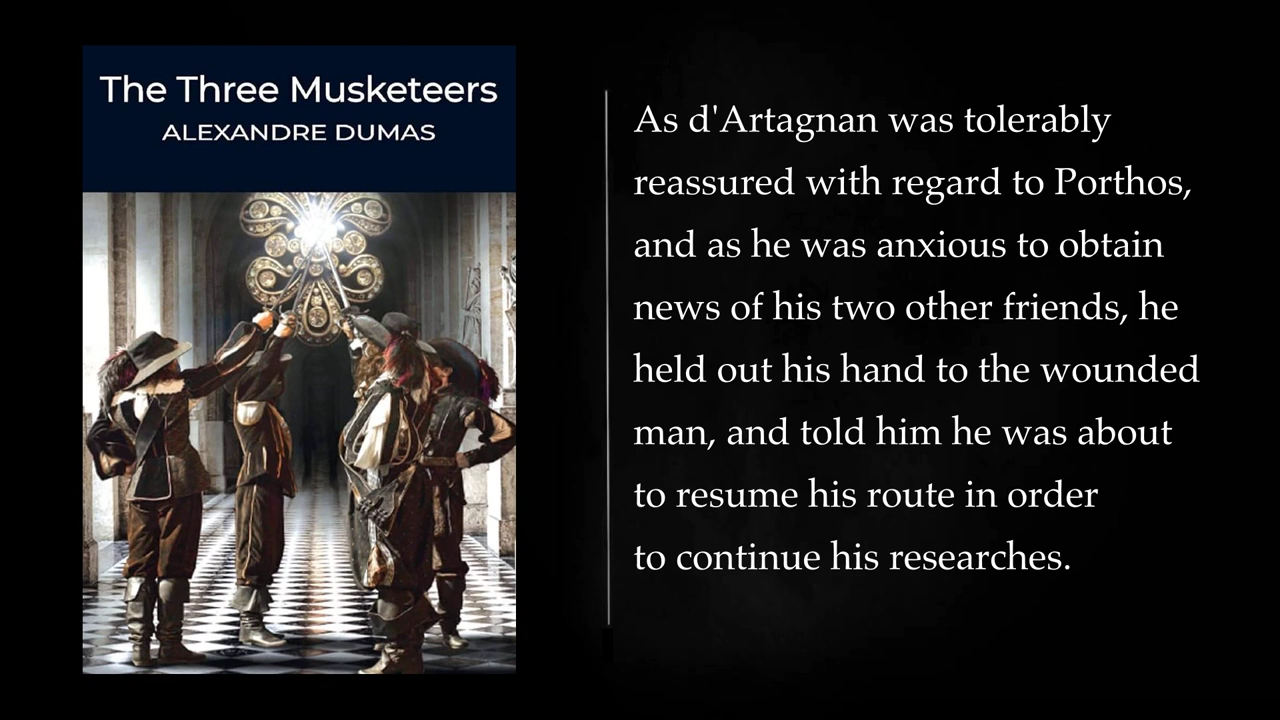 The Three Musketeers
ALEXANDRE DUMAS
As d'Artagnan was tolerably
reassured with regard to Porthos,
and as he was anxious to obtain
news of his two other friends, he
held out his hand to the wounded
man, and told him he was about
to resume his route in order
to continue his researches.